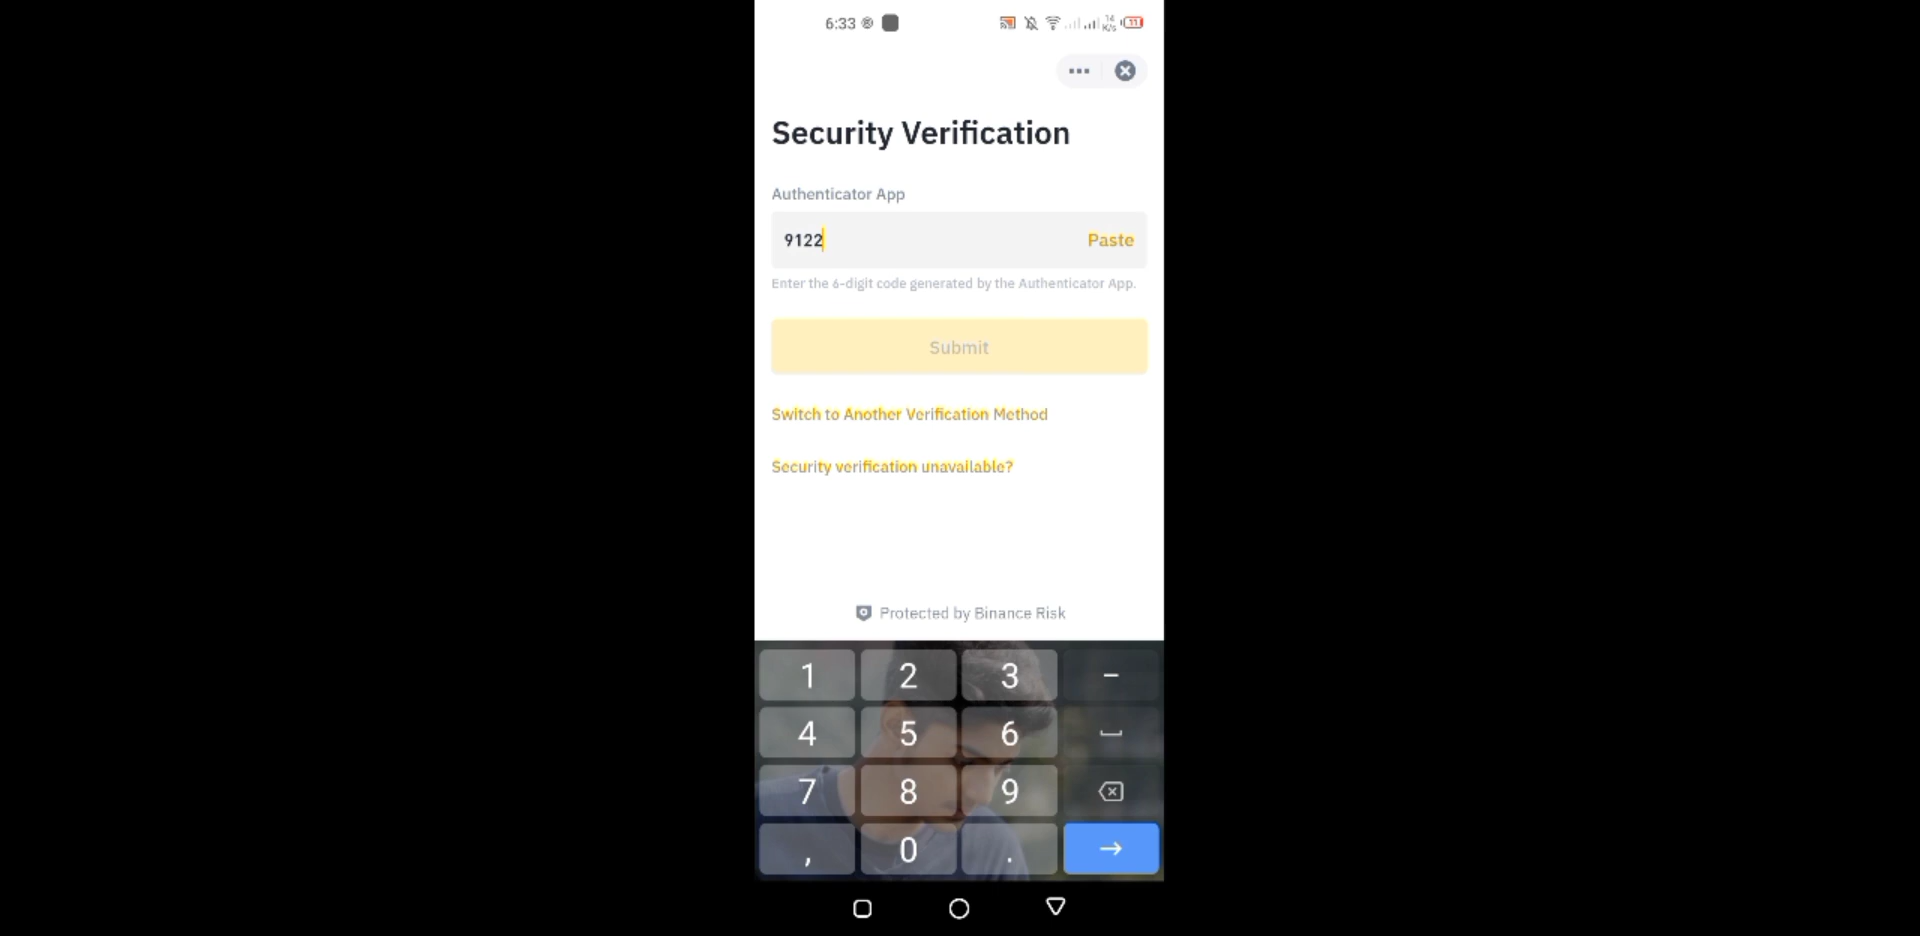 6:33
14
K/s
11
Security Verification
Authenticator App
9122
Paste
Enter the 6-digit code generated by the Authenticator App.
Submit
Switch to Another Verification Method
Security verification unavailable?
Protected by Binance Risk
1 2 3 –
4 5 6
7 8 9
, 0 .